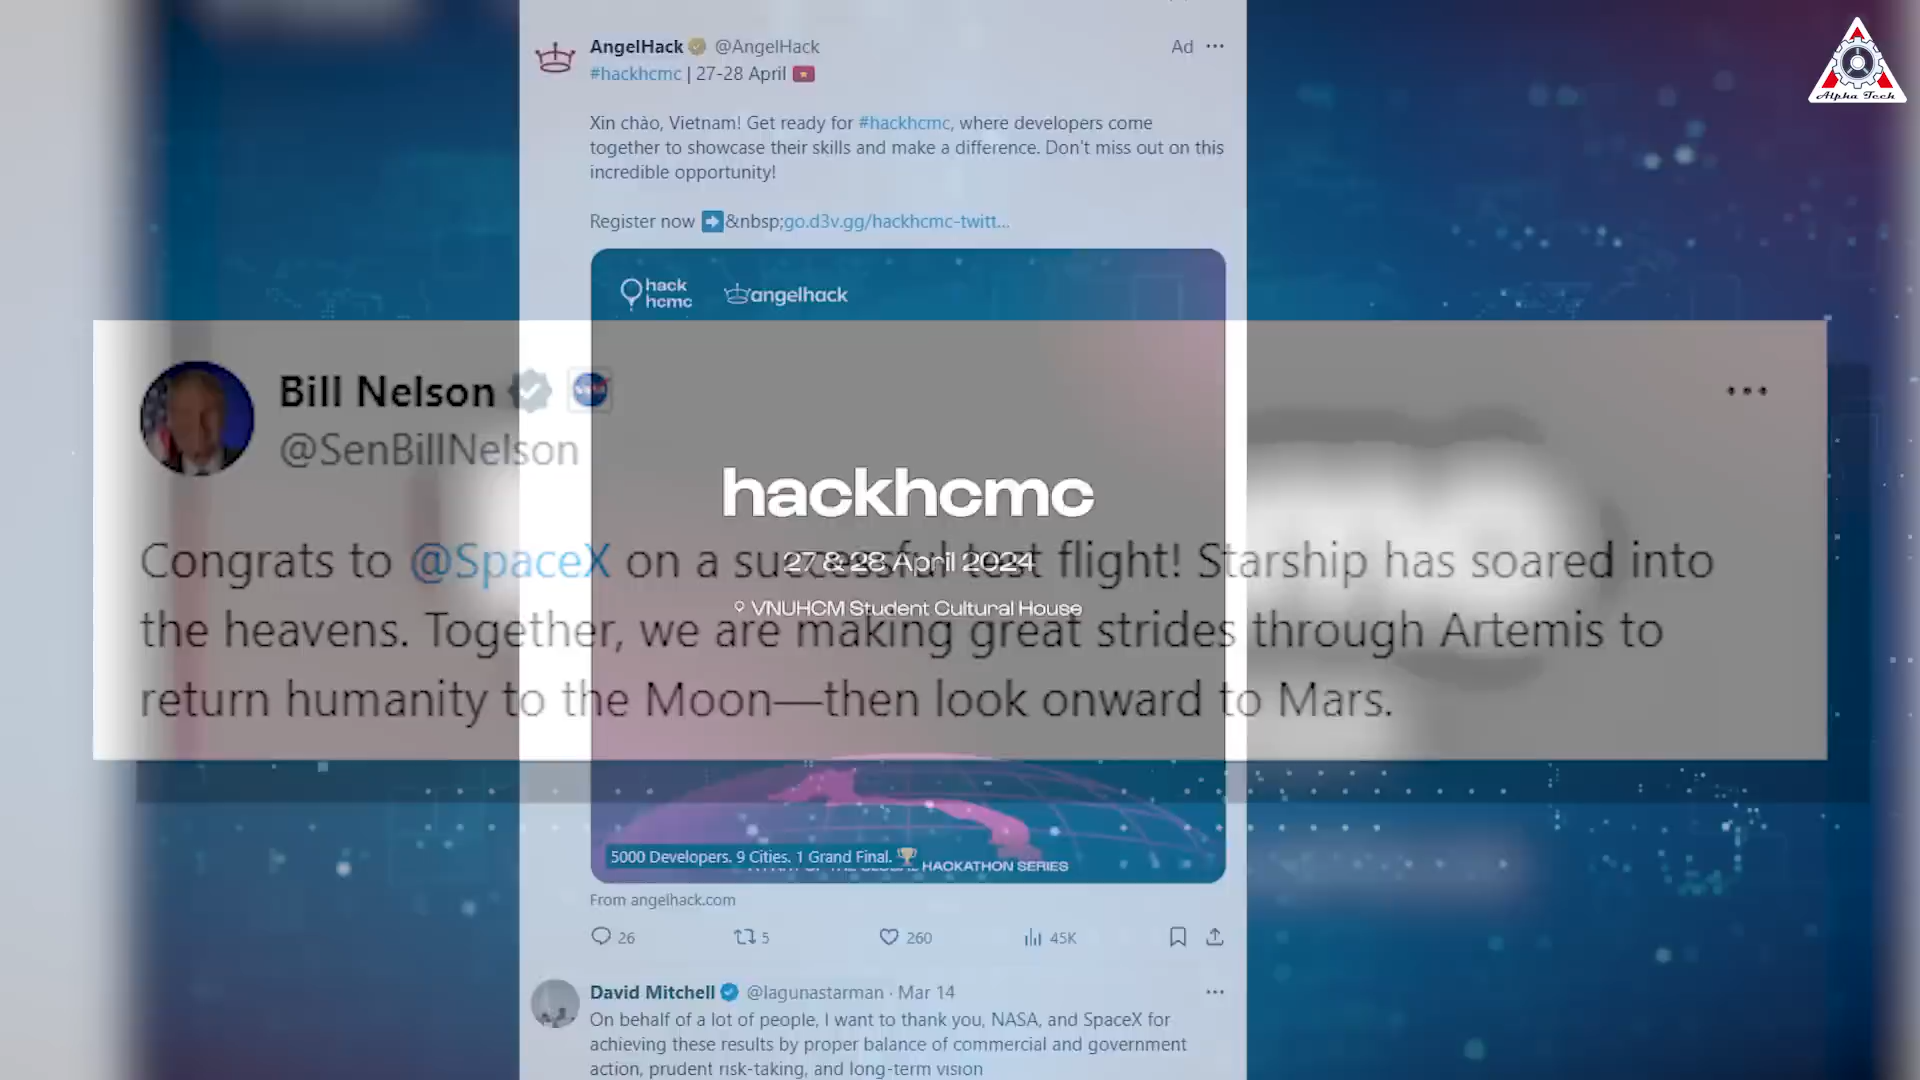 AngelHack @AngelHack
Ad
#hackhcmc | 27-28 April
Xin chào, Vietnam! Get ready for #hackhcmc, where developers come
together to showcase their skills and make a difference. Don't miss out on this
incredible opportunity!
Register now ➡&nbsp;go.d3v.gg/hackhcmc-twitt...
hack
hcmc
angelhack
hackhcmc
27 & 28 April 2024
VNUHCM Student Cultural House
5000 Developers. 9 Cities. 1 Grand Final.
HACKATHON SERIES
From angelhack.com
26
5
260
45K
David Mitchell @lagunastarman · Mar 14
On behalf of a lot of people, I want to thank you, NASA, and SpaceX for
achieving these results by proper balance of commercial and government
action, prudent risk-taking, and long-term vision
Bill Nelson
@SenBillNelson
Congrats to @SpaceX on a successful test flight! Starship has soared into
the heavens. Together, we are making great strides through Artemis to
return humanity to the Moon—then look onward to Mars.
Alpha Tech